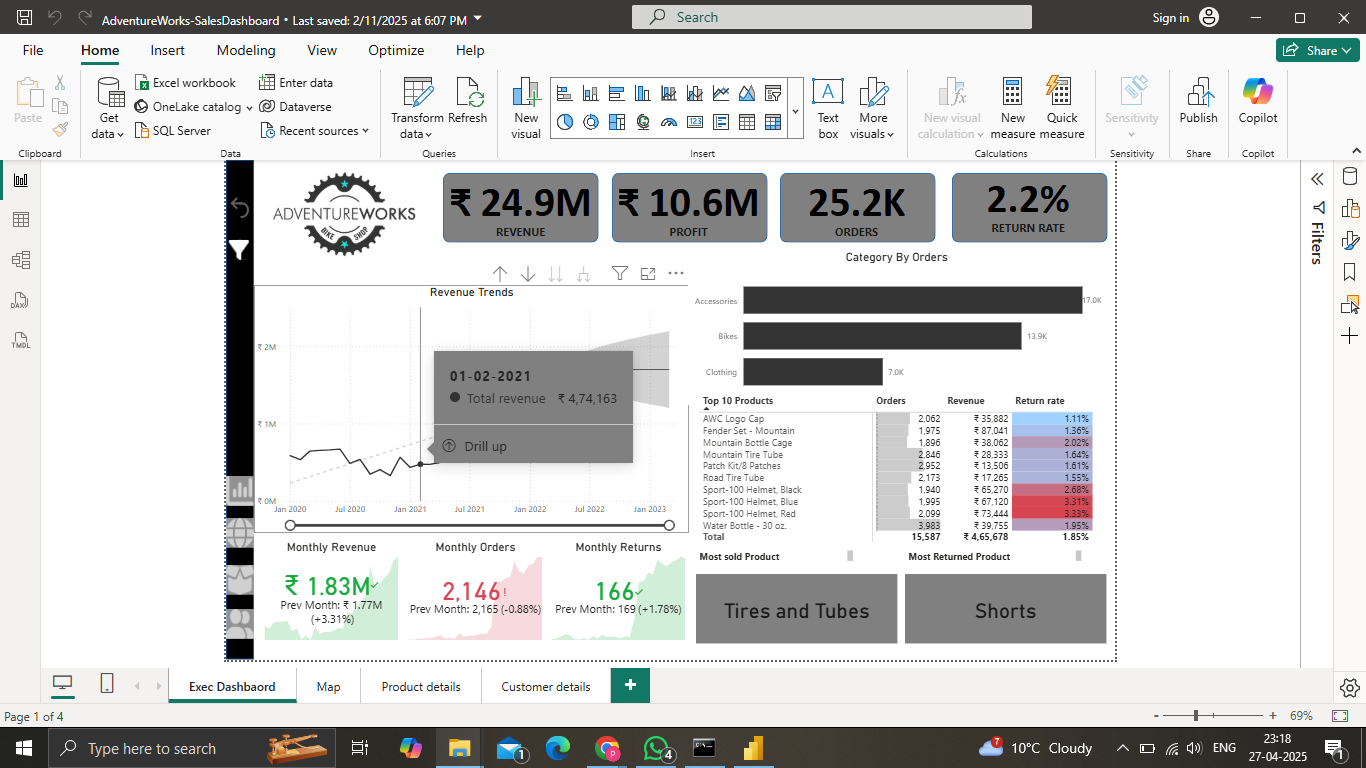 AdventureWorks-SalesDashboard • Last saved: 2/11/2025 at 6:07 PM
Search
Sign in
File Home Insert Modeling View Optimize Help
Share
Paste
Get data
Excel workbook
OneLake catalog
SQL Server
Enter data
Dataverse
Recent sources
Transform data
Refresh
New visual
Text box
More visuals
New visual calculation
New measure
Quick measure
Sensitivity
Publish
Copilot
Clipboard Data Queries Insert Calculations Sensitivity Share Copilot
DAX
TMDL
ADVENTUREWORKS
BIKE SHOP
₹ 24.9M
REVENUE
₹ 10.6M
PROFIT
25.2K
ORDERS
2.2%
RETURN RATE
Filters
Revenue Trends
₹ 2M
₹ 1M
₹ 0M
Jan 2020 Jul 2020 Jan 2021 Jul 2021 Jan 2022 Jul 2022 Jan 2023
01-02-2021
Total revenue ₹ 4,74,163
Drill up
Category By Orders
Accessories 17.0K
Bikes 13.9K
Clothing 7.0K
Top 10 Products Orders Revenue Return rate
AWC Logo Cap 2,062 ₹ 35,882 1.11%
Fender Set - Mountain 1,975 ₹ 87,041 1.36%
Mountain Bottle Cage 1,896 ₹ 38,062 2.02%
Mountain Tire Tube 2,846 ₹ 28,333 1.64%
Patch Kit/8 Patches 2,952 ₹ 13,506 1.61%
Road Tire Tube 2,173 ₹ 17,265 1.55%
Sport-100 Helmet, Black 1,940 ₹ 65,270 2.68%
Sport-100 Helmet, Blue 1,995 ₹ 67,120 3.31%
Sport-100 Helmet, Red 2,099 ₹ 73,444 3.33%
Water Bottle - 30 oz. 3,983 ₹ 39,755 1.95%
Total 15,587 ₹ 4,65,678 1.85%
Monthly Revenue
₹ 1.83M
Prev Month: ₹ 1.77M
(+3.31%)
Monthly Orders
2,146!
Prev Month: 2,165 (-0.88%)
Monthly Returns
166
Prev Month: 169 (+1.78%)
Most sold Product
Tires and Tubes
Most Returned Product
Shorts
Exec Dashbaord Map Product details Customer details +
Page 1 of 4
- + 69%
Type here to search
1
4
7
10°C Cloudy
ENG
23:18
27-04-2025
1